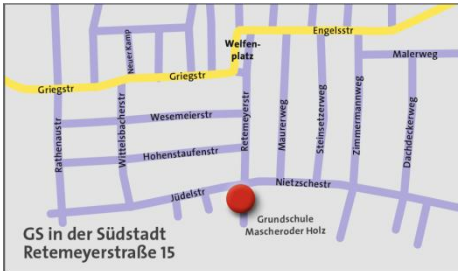 Engelsstr
Welfen-
platz
Neuer Kamp
Malerweg
Griegstr
Griegstr
Wesemeierstr
Rathenaustr
Wittelsbacherstr
Hohenstaufenstr
Retemeyerstr
Maurerweg
Steinsetzerweg
Zimmermannweg
Dachdeckerweg
Jüdelstr
Nietzschestr
Grundschule
Mascheroder Holz
GS in der Südstadt
Retemeyerstraße 15